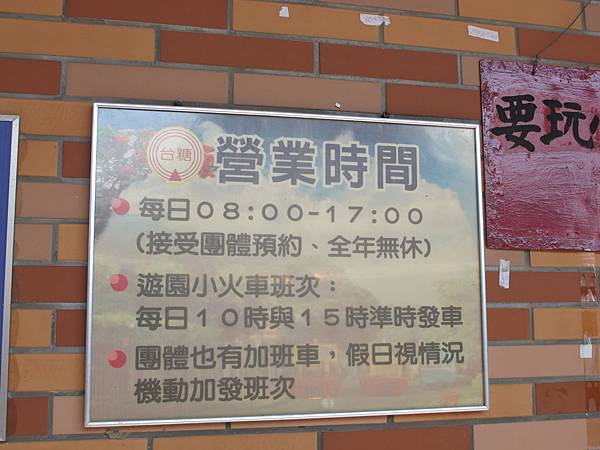 台糖
營業時間
每日08:00-17:00
(接受團體預約、全年無休)
遊園小火車班次：
每日10時與15時準時發車
團體也有加班車，假日視情況
機動加發班次
要玩